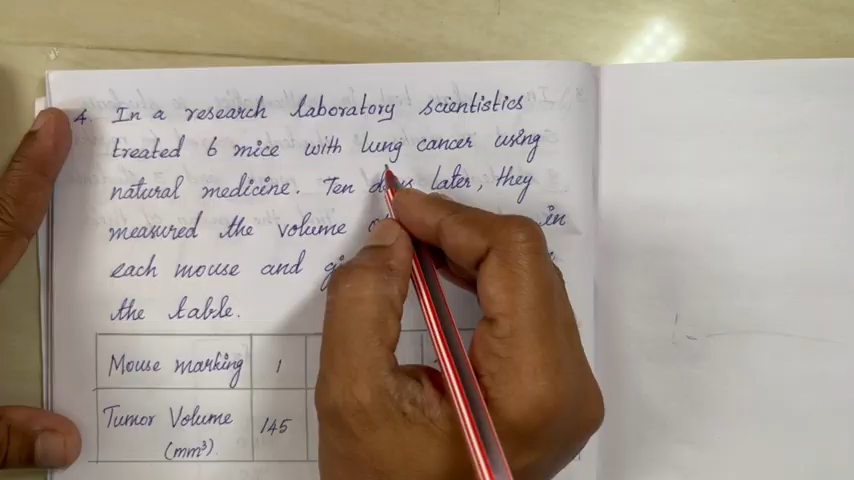 4. In a research laboratory scientistics
treated 6 mice with lung cancer using
natural medicine. Ten days later, they
measured the volume in
each mouse and
the table.
Mouse marking 1
Tumor Volume (mm³) 145